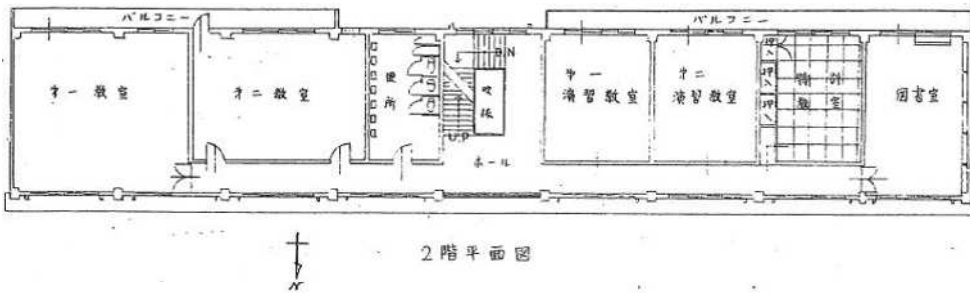 バルコニー
バルコニー
第一教室
第二教室
便所
DN
吹抜
UP
ホール
第一
演習教室
第二
演習教室
押入
押入
押入
教室
図書室
N
2階平面図